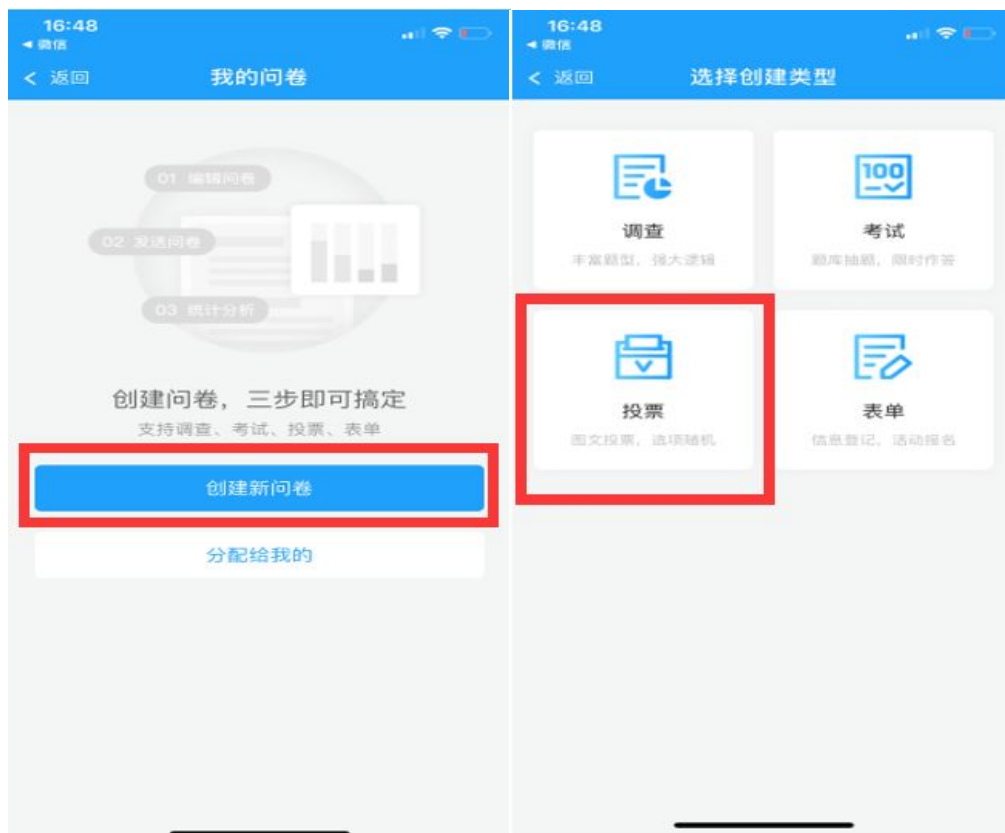 16:48
微信
返回
我的问卷
01 编辑问卷
02 发送问卷
03 统计分析
创建问卷，三步即可搞定
支持调查、考试、投票、表单
创建新问卷
分配给我的
16:48
微信
返回
选择创建类型
100
调查
丰富题型，强大逻辑
考试
题库抽题，限时作答
投票
图文投票，选项随机
表单
信息登记，活动报名